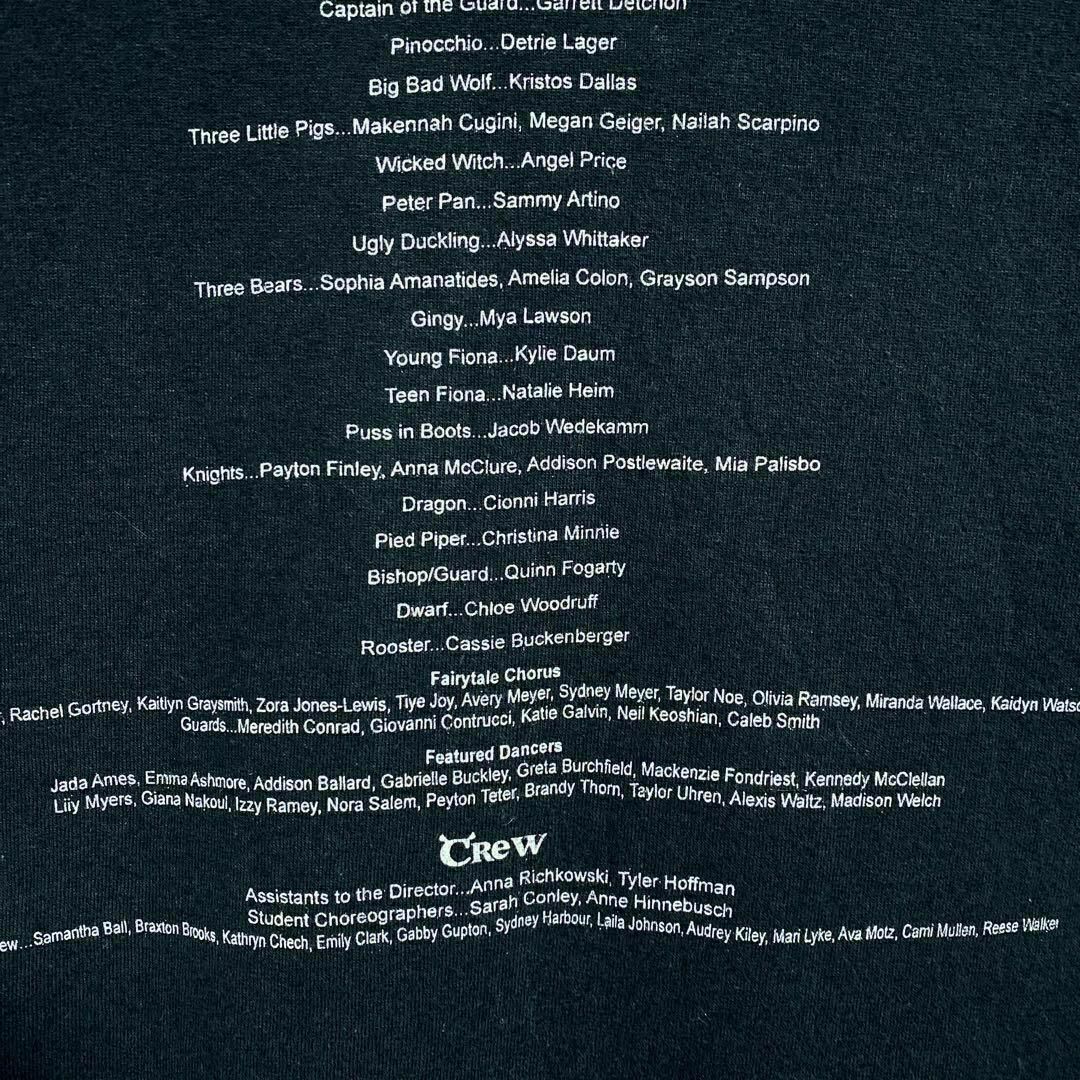 Captain of the Guard...Garrett Detchon
Pinocchio...Detrie Lager
Big Bad Wolf...Kristos Dallas
Three Little Pigs...Makennah Cugini, Megan Geiger, Nailah Scarpino
Wicked Witch...Angel Price
Peter Pan...Sammy Artino
Ugly Duckling...Alyssa Whittaker
Three Bears...Sophia Amanatides, Amelia Colon, Grayson Sampson
Gingy...Mya Lawson
Young Fiona...Kylie Daum
Teen Fiona...Natalie Heim
Puss in Boots...Jacob Wedekamm
Knights...Payton Finley, Anna McClure, Addison Postlewaite, Mia Palisbo
Dragon...Cionni Harris
Pied Piper...Christina Minnie
Bishop/Guard...Quinn Fogarty
Dwarf...Chloe Woodruff
Rooster...Cassie Buckenberger
Fairytale Chorus
, Rachel Gortney, Kaitlyn Graysmith, Zora Jones-Lewis, Tiye Joy, Avery Meyer, Sydney Meyer, Taylor Noe, Olivia Ramsey, Miranda Wallace, Kaidyn
Guards...Meredith Conrad, Giovanni Contrucci, Katie Galvin, Neil Keoshian, Caleb Smith
Featured Dancers
Jada Ames, Emma Ashmore, Addison Ballard, Gabrielle Buckley, Greta Burchfield, Mackenzie Fondriest, Kennedy McClellan
Lily Myers, Giana Nakoul, Izzy Ramey, Nora Salem, Peyton Teter, Brandy Thorn, Taylor Uhren, Alexis Waltz, Madison Welch
CReW
Assistants to the Director...Anna Richkowski, Tyler Hoffman
Student Choreographers...Sarah Conley, Anne Hinnebusch
ew...Samantha Ball, Braxton Brooks, Kathryn Chech, Emily Clark, Gabby Gupton, Sydney Harbour, Laila Johnson, Audrey Kiley, Mari Lyke, Ava Motz, Cami Mullen, Reese Walker